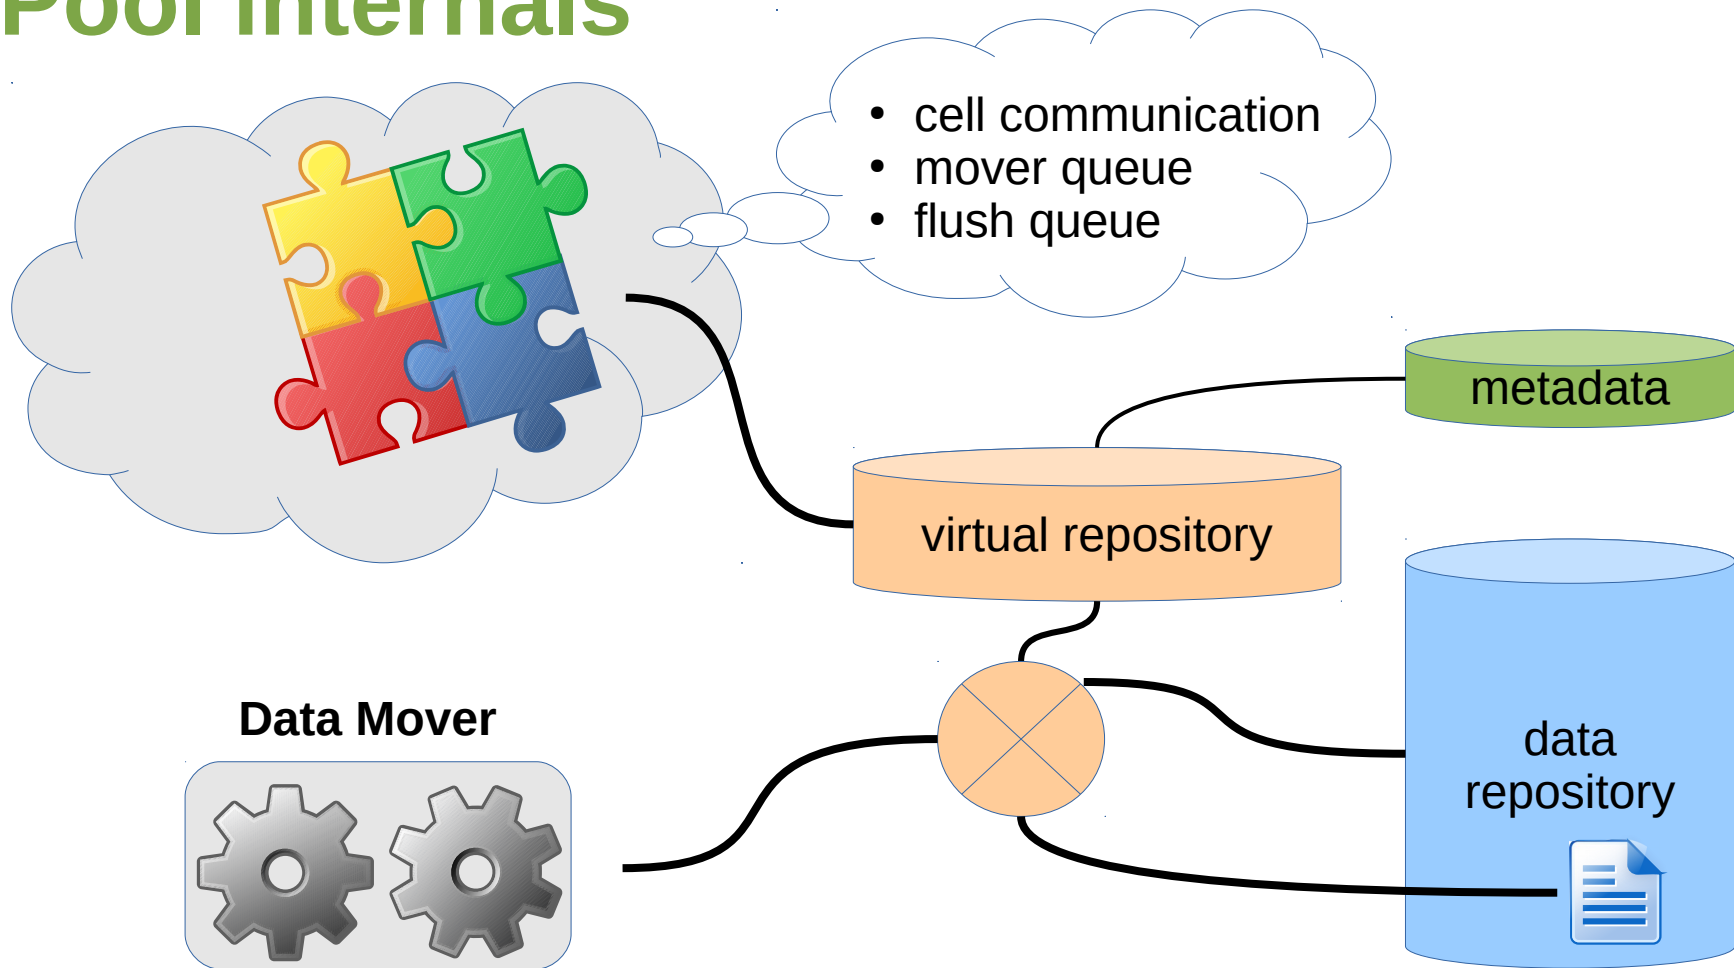 Pool internals
• cell communication
• mover queue
• flush queue
metadata
virtual repository
Data Mover
data
repository